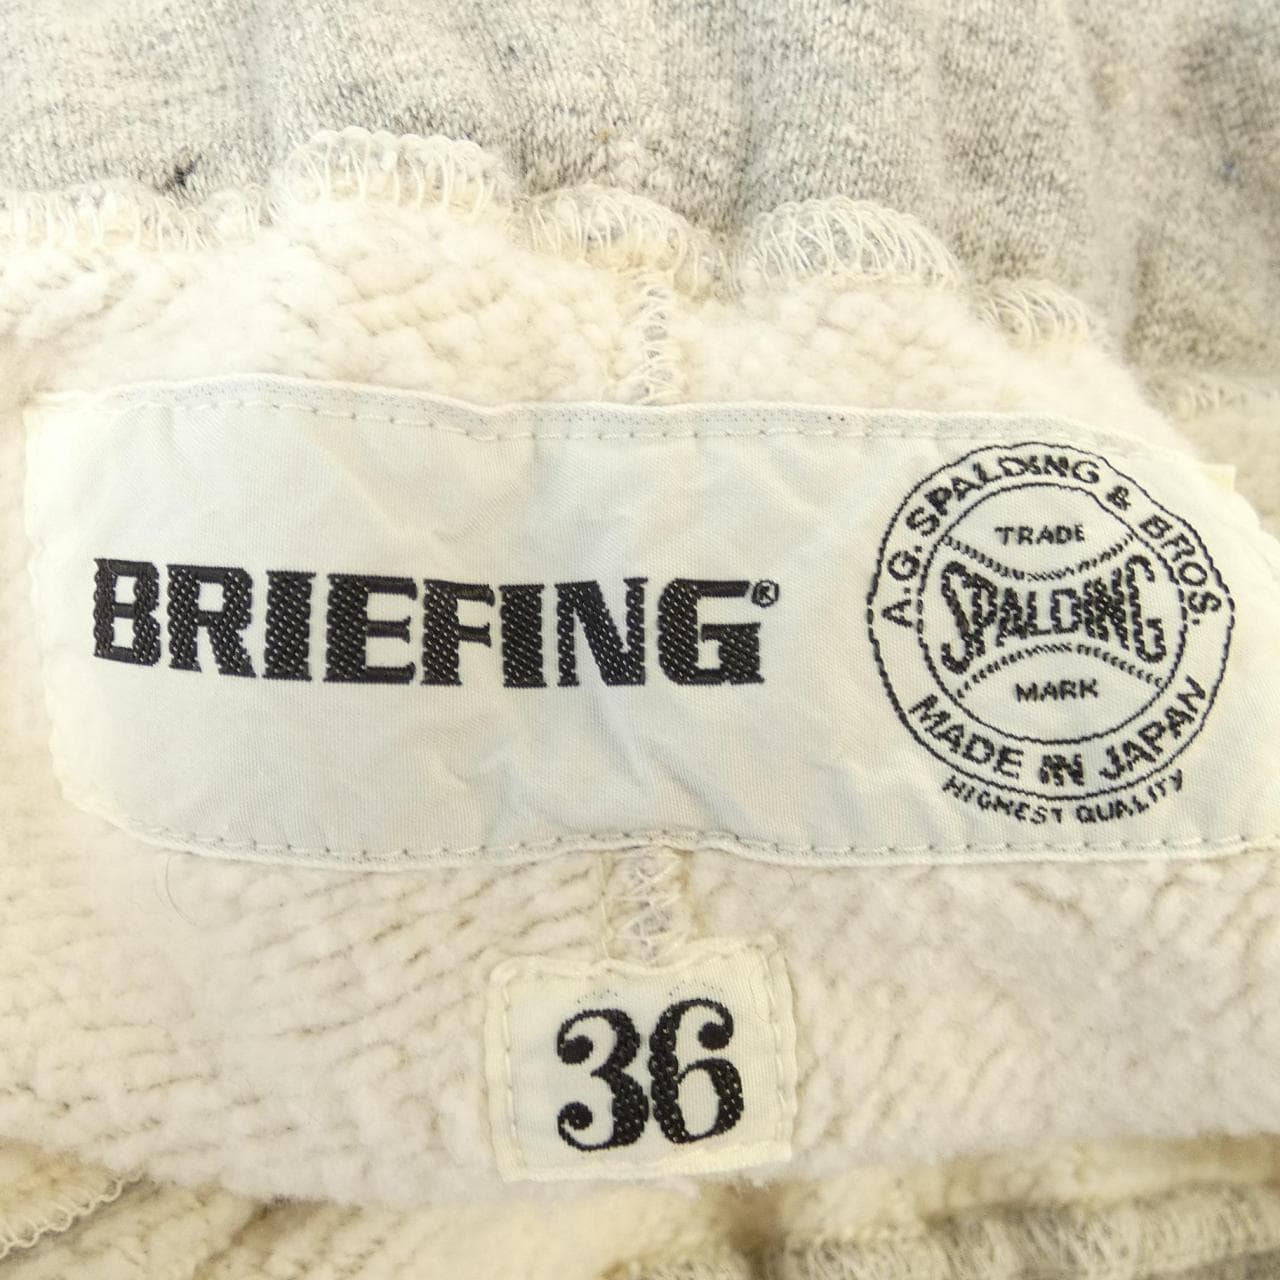 BRIEFING®
A.G. SPALDING & BROS.
TRADE
SPALDING
MARK
MADE IN JAPAN
HIGHEST QUALITY
36